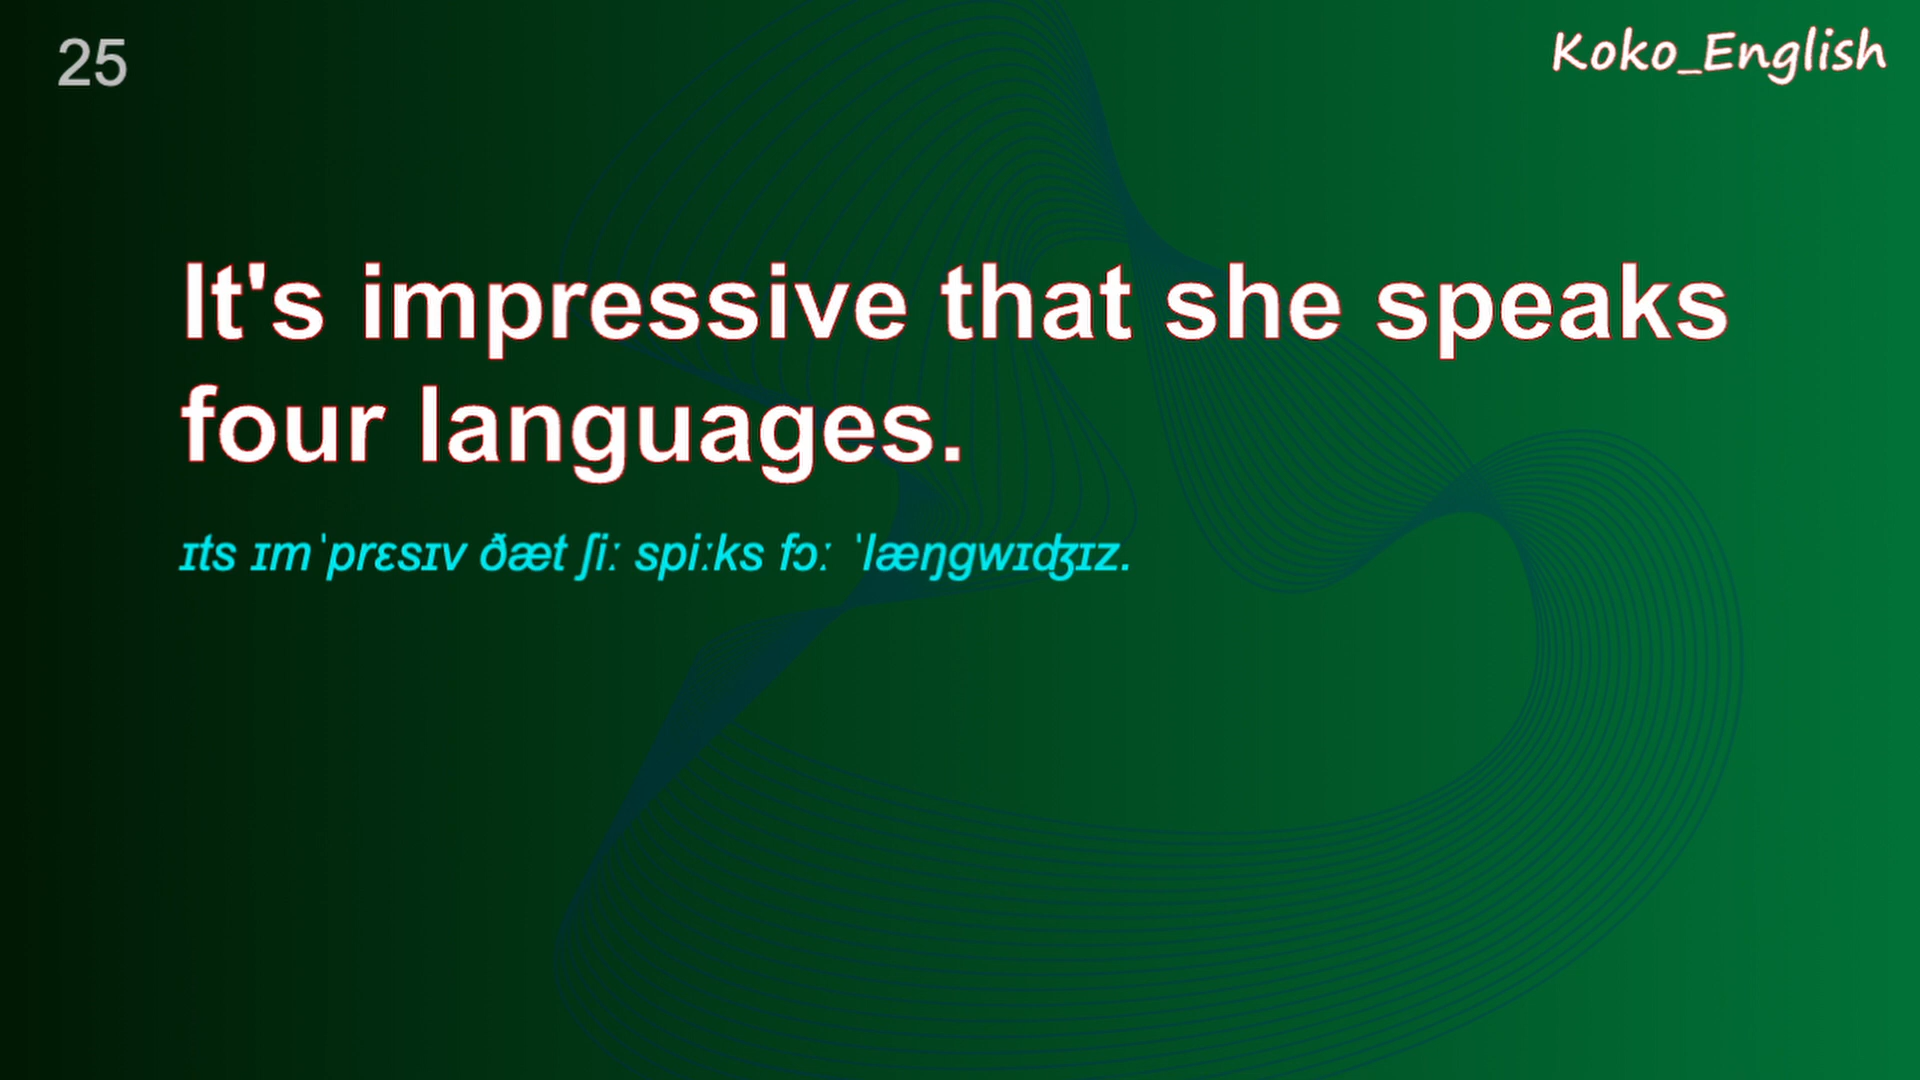 25
Koko_English
It's impressive that she speaks
four languages.
ɪts ɪmˈprɛsɪv ðæt ʃiː spiːks fɔː ˈlæŋgwɪʤɪz.